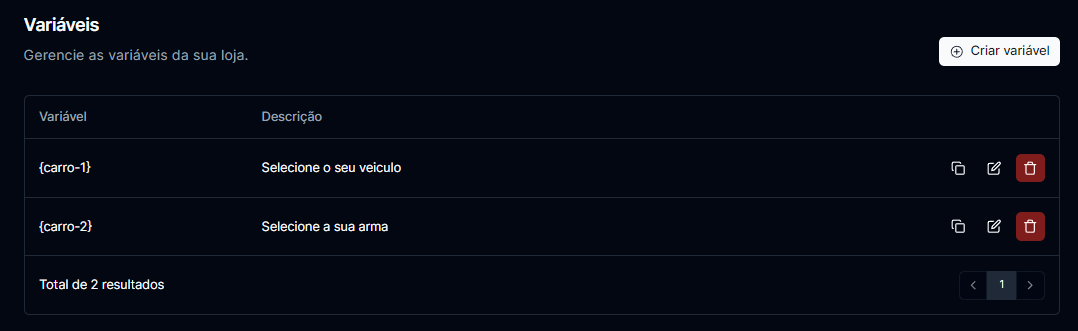 Variáveis
Gerencie as variáveis da sua loja.
Criar variável
Variável Descrição
{carro-1} Selecione o seu veiculo
{carro-2} Selecione a sua arma
Total de 2 resultados
1